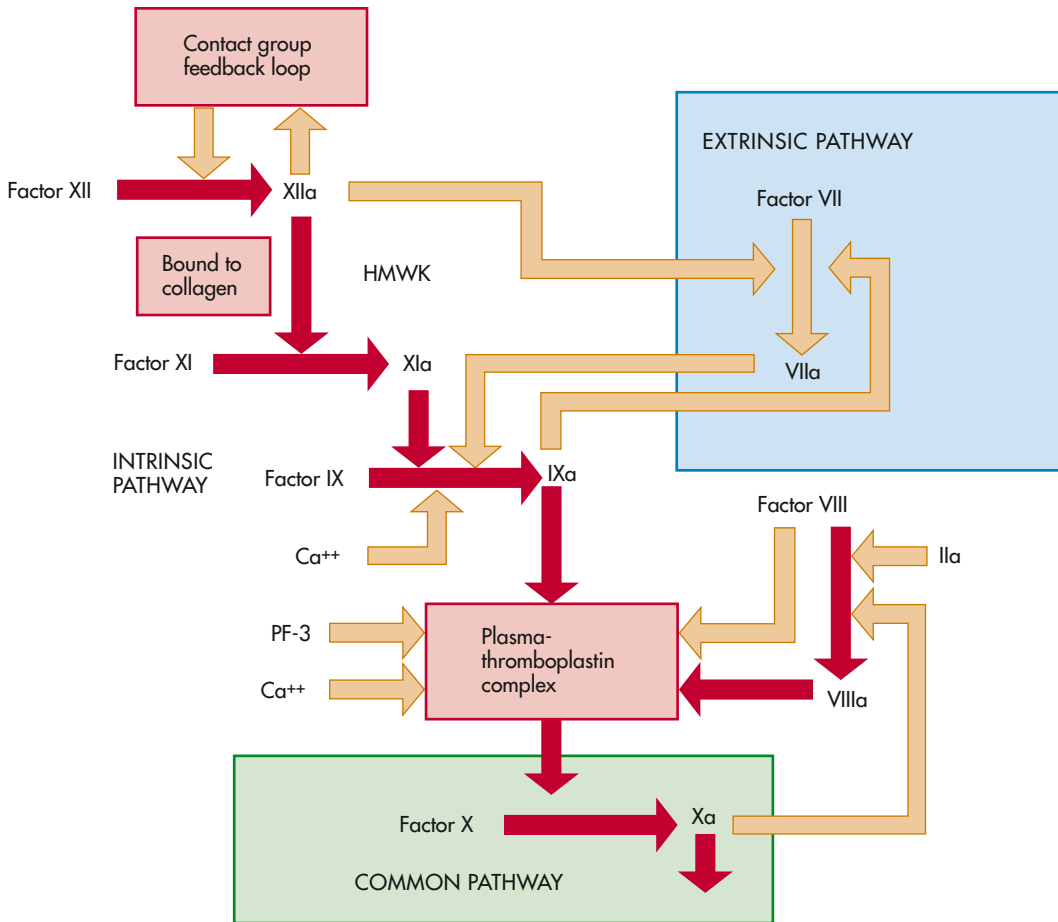 Contact group
feedback loop
EXTRINSIC PATHWAY
Factor XII
XIIa
Factor VII
Bound to
collagen
HMWK
Factor XI
XIa
VIIa
INTRINSIC
PATHWAY
Factor IX
IXa
Factor VIII
Ca++
IIa
PF-3
Plasma-
thromboplastin
complex
Ca++
VIIIa
Factor X
Xa
COMMON PATHWAY